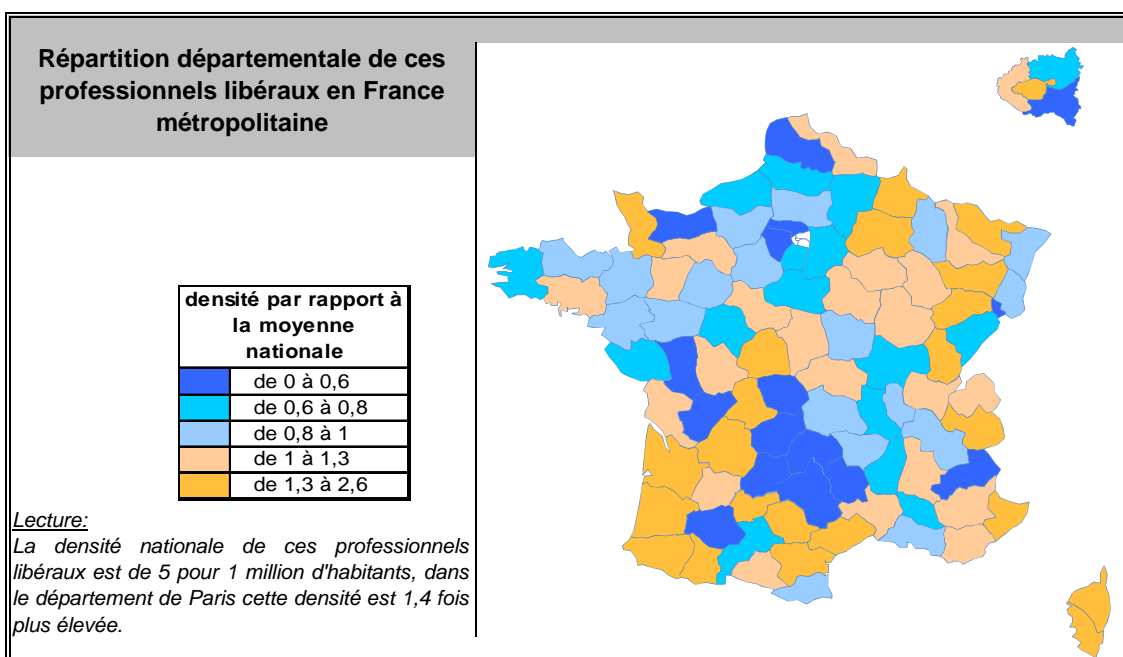 Répartition départementale de ces
professionnels libéraux en France
métropolitaine
densité par rapport à
la moyenne
nationale
de 0 à 0,6
de 0,6 à 0,8
de 0,8 à 1
de 1 à 1,3
de 1,3 à 2,6
Lecture:
La densité nationale de ces professionnels
libéraux est de 5 pour 1 million d'habitants, dans
le département de Paris cette densité est 1,4 fois
plus élevée.